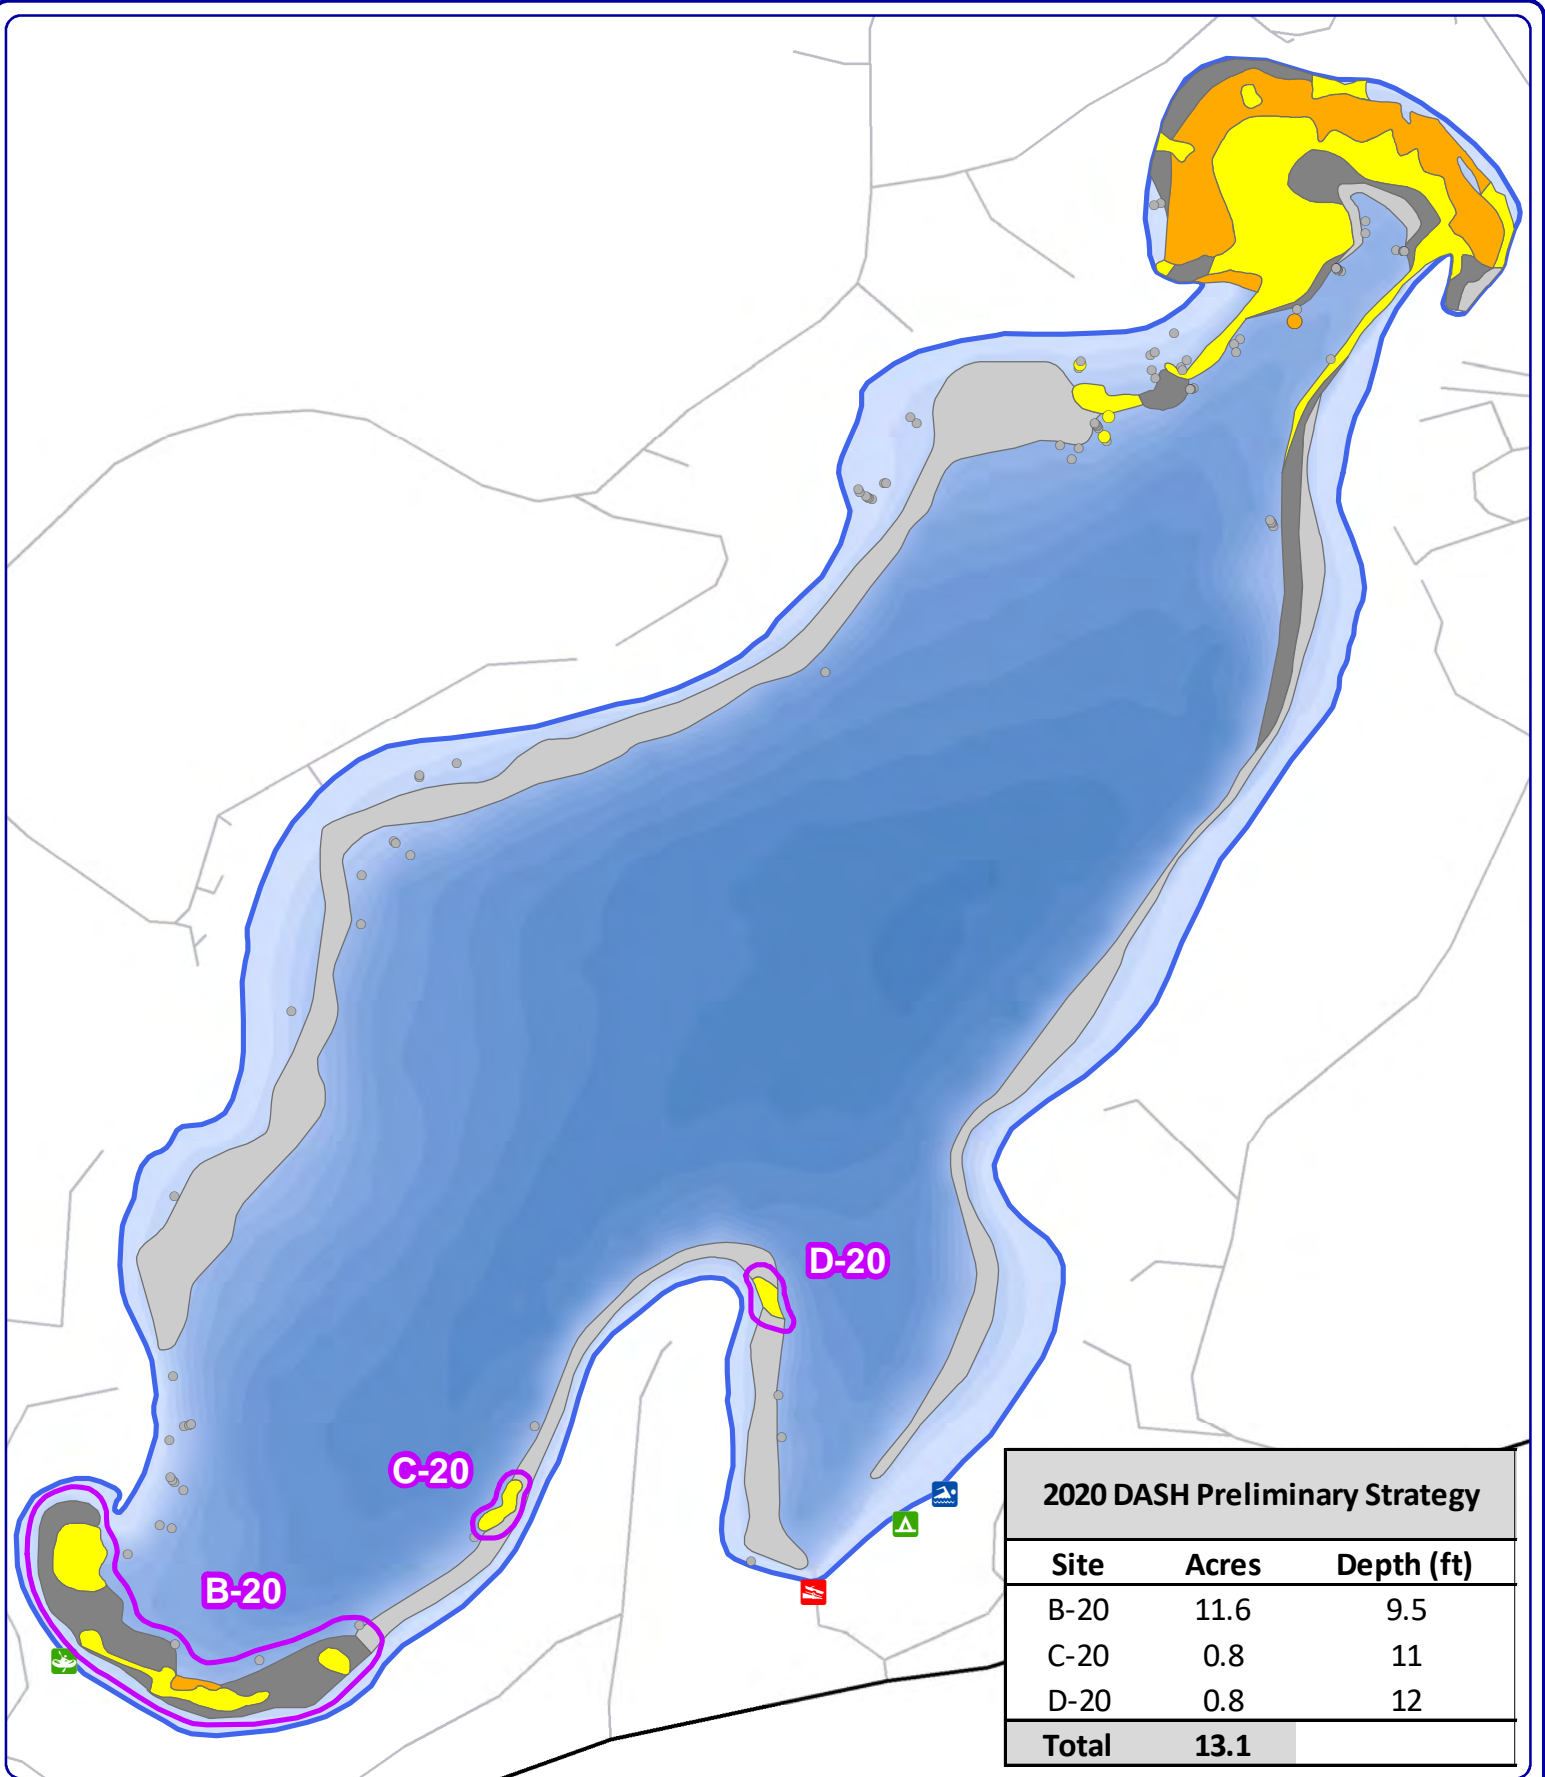 D-20
C-20
B-20
2020 DASH Preliminary Strategy
Site Acres Depth (ft)
B-20 11.6 9.5
C-20 0.8 11
D-20 0.8 12
Total 13.1